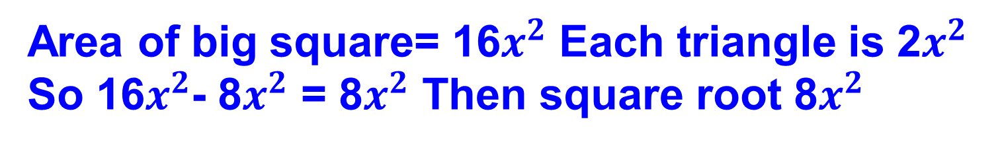 Area of big square= 16𝑥² Each triangle is 2𝑥²
So 16𝑥²- 8𝑥² = 8𝑥² Then square root 8𝑥²